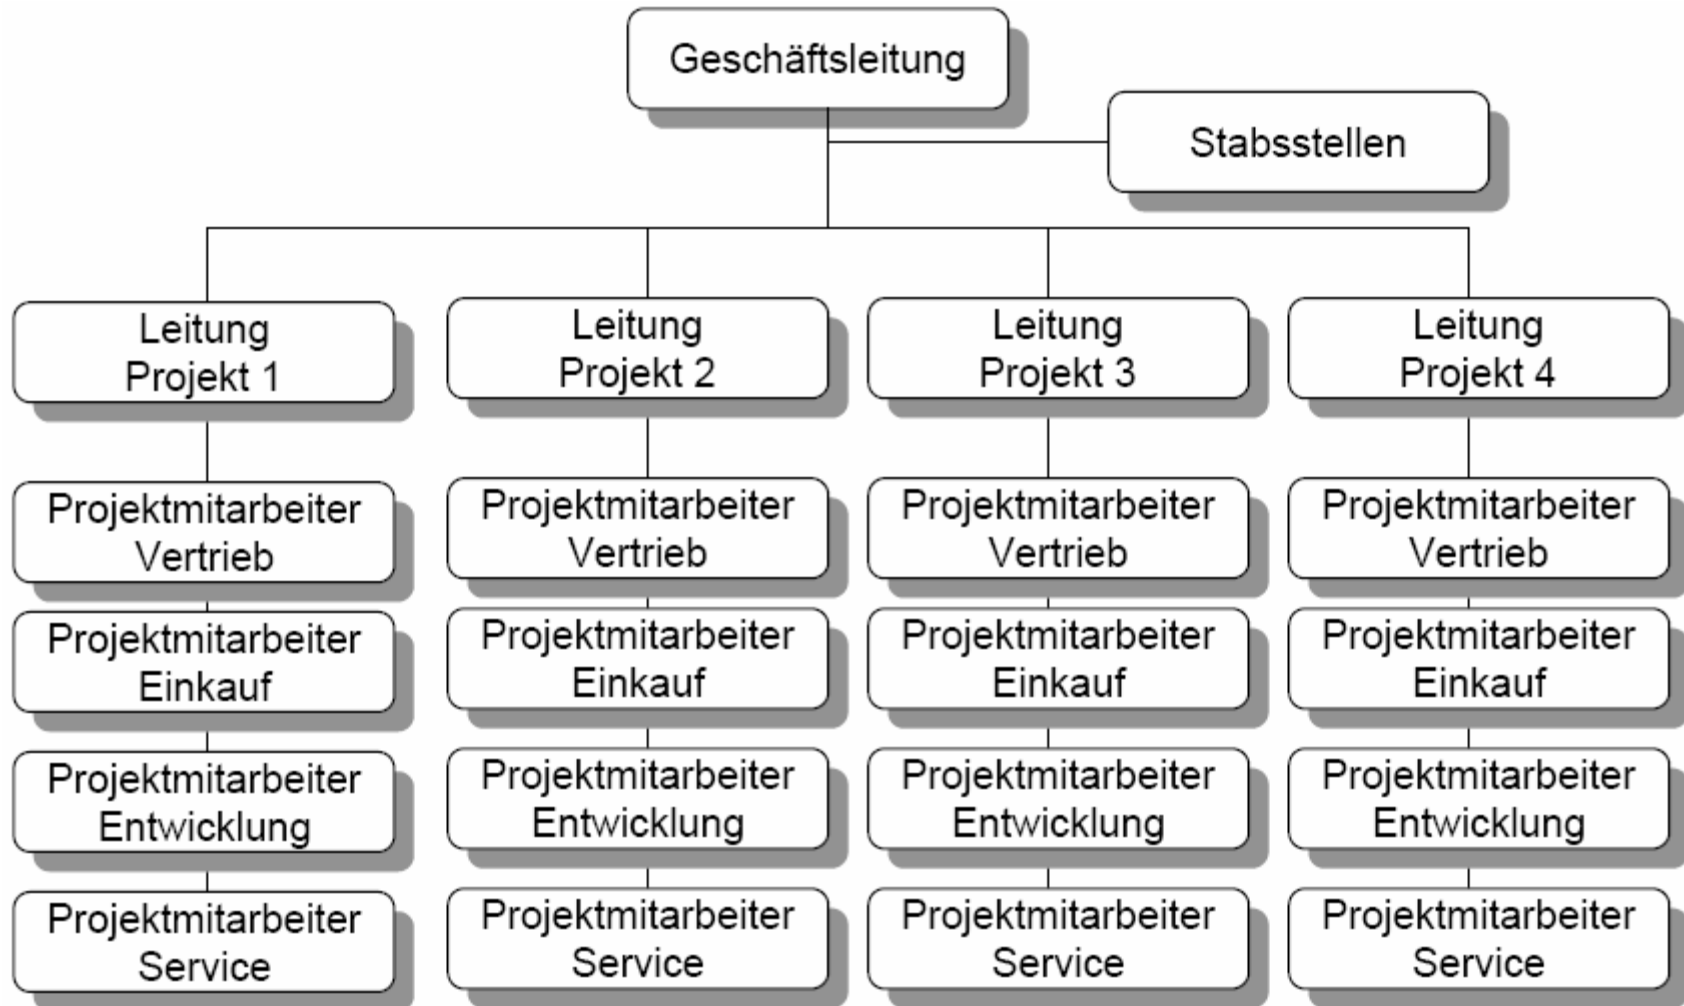 Geschäftsleitung
Stabsstellen
Leitung
Projekt 1
Leitung
Projekt 2
Leitung
Projekt 3
Leitung
Projekt 4
Projektmitarbeiter
Vertrieb
Projektmitarbeiter
Vertrieb
Projektmitarbeiter
Vertrieb
Projektmitarbeiter
Vertrieb
Projektmitarbeiter
Einkauf
Projektmitarbeiter
Einkauf
Projektmitarbeiter
Einkauf
Projektmitarbeiter
Einkauf
Projektmitarbeiter
Entwicklung
Projektmitarbeiter
Entwicklung
Projektmitarbeiter
Entwicklung
Projektmitarbeiter
Entwicklung
Projektmitarbeiter
Service
Projektmitarbeiter
Service
Projektmitarbeiter
Service
Projektmitarbeiter
Service